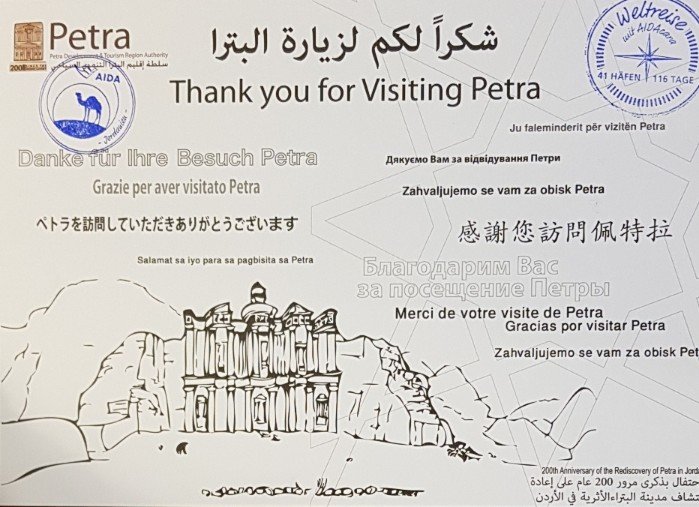 Petra
Petra Development & Tourism Region Authority
سلطة إقليم البترا التنموي السياحي
شكراً لكم لزيارة البترا
Weltreise
mit AIDAcara
41 HÄFEN
116 TAGE
AIDA
Jordanien
Thank you for Visiting Petra
Ju faleminderit për vizitën Petra
Danke für Ihre Besuch Petra
Дякуємо Вам за відвідування Петри
Grazie per aver visitato Petra
Zahvaljujemo se vam za obisk Petra
ペトラを訪問していただきありがとうございます
感謝您訪問佩特拉
Salamat sa iyo para sa pagbisita sa Petra
Благодарим Вас
за посещение Петры
Merci de votre visite de Petra
Gracias por visitar Petra
Zahvaljujemo se vam za obisk Pet
200th Anniversary of the Rediscovery of Petra in Jord
حتفال بذكرى مرور 200 عام على إعادة
تشاف مدينة البتراءالأثرية في الأردن